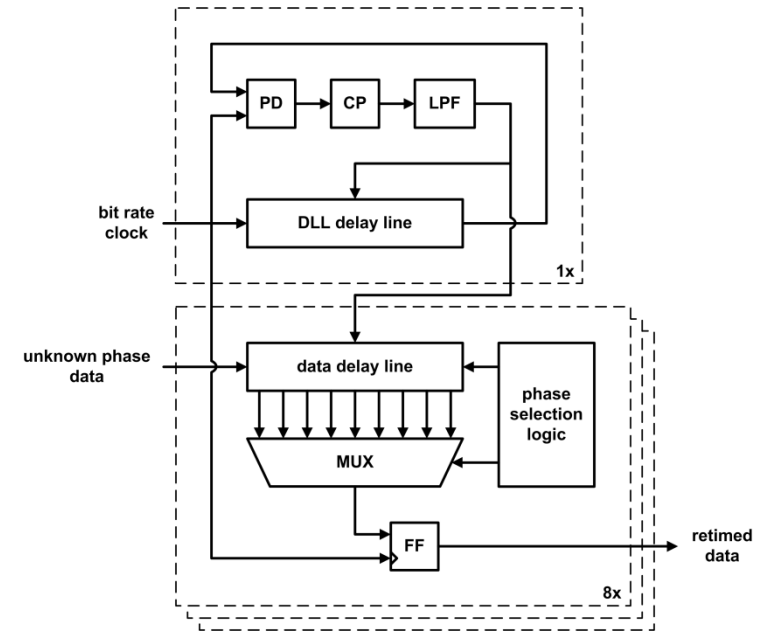 PD
CP
LPF
bit rate
clock
DLL delay line
1x
unknown phase
data
data delay line
phase
selection
logic
MUX
FF
retimed
data
8x